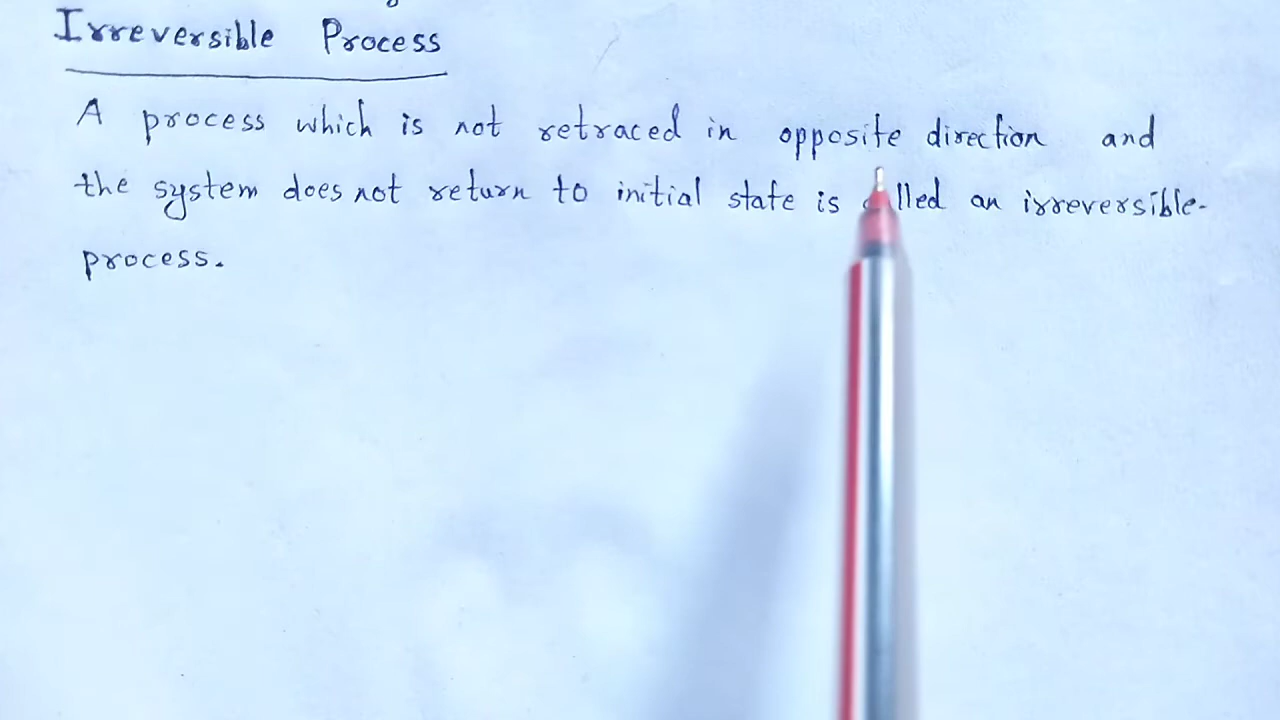 Irreversible Process
A process which is not retraced in opposite direction and
the system does not return to initial state is called an irreversible-
process.